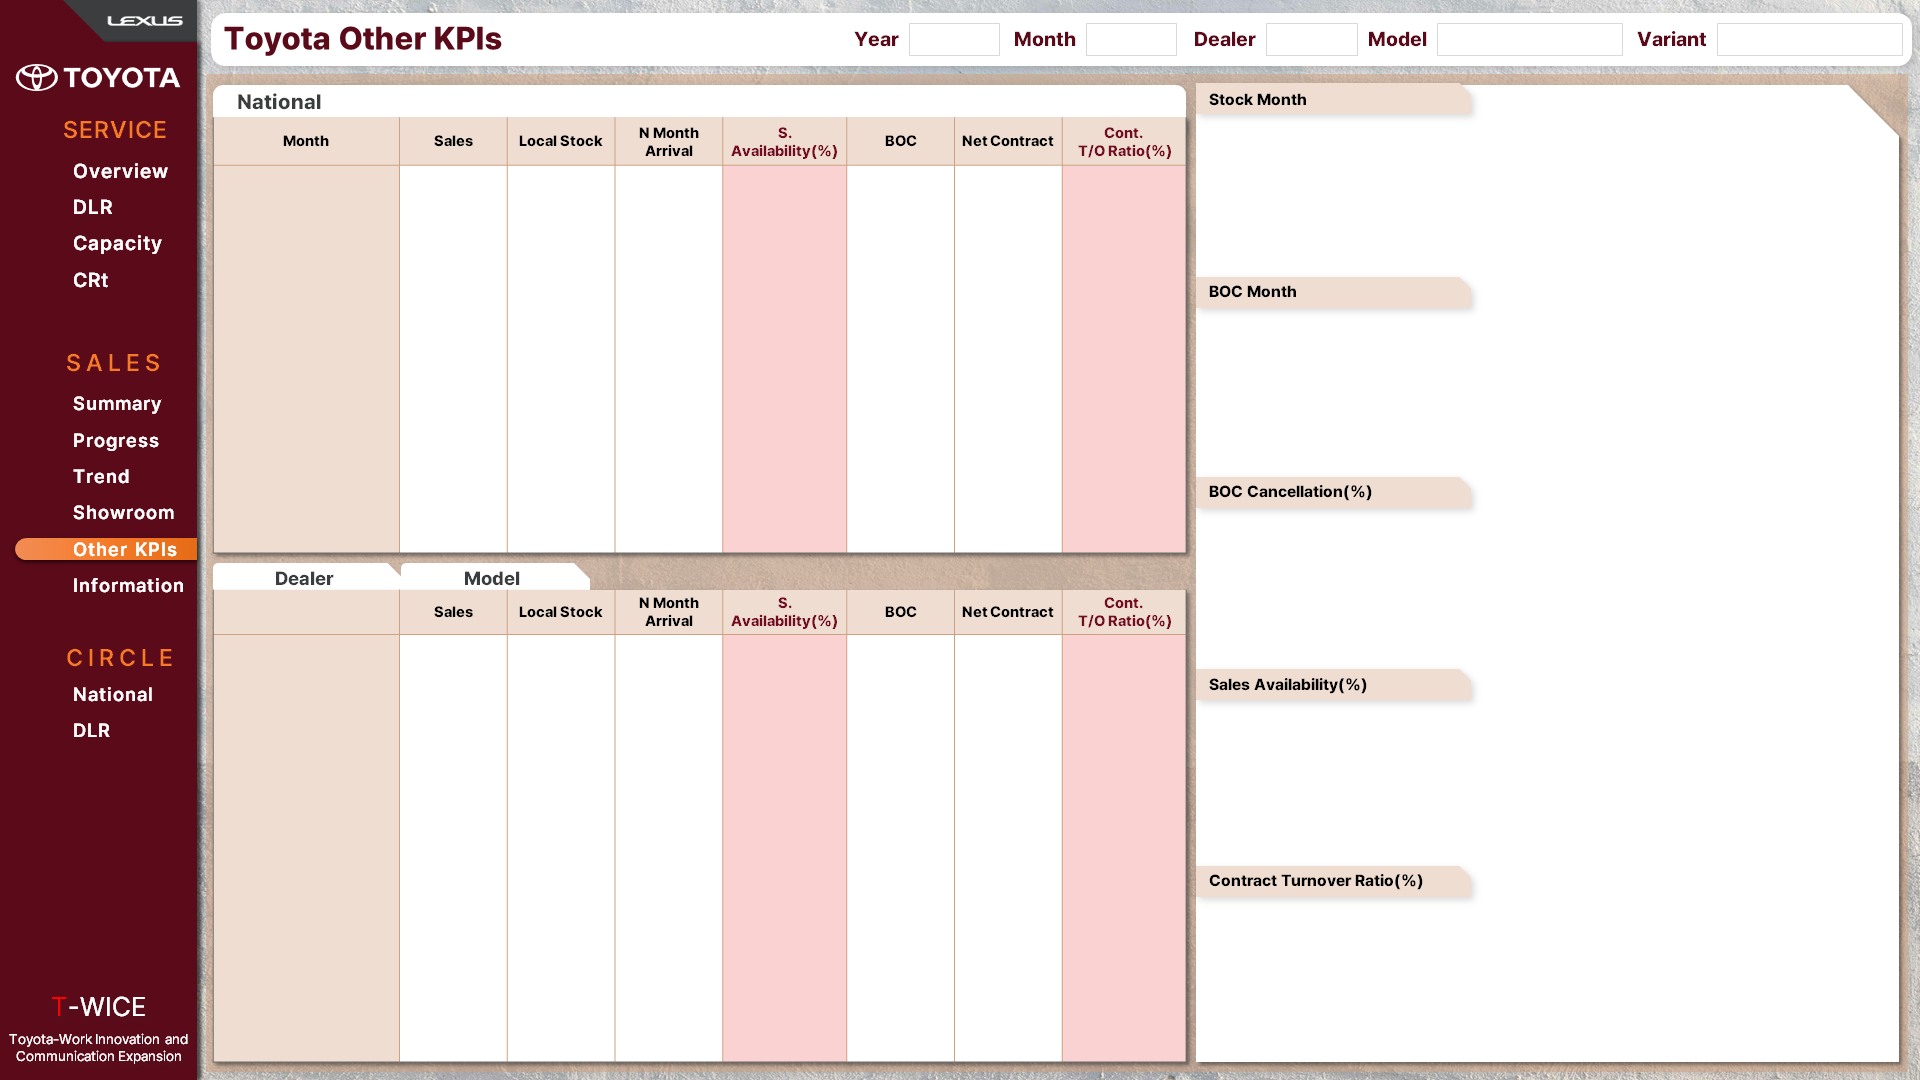 LEXUS
TOYOTA
SERVICE
Overview
DLR
Capacity
CRt
SALES
Summary
Progress
Trend
Showroom
Other KPIs
Information
CIRCLE
National
DLR
T-WICE
Toyota-Work Innovation and
Communication Expansion
Toyota Other KPIs
Year
Month
Dealer
Model
Variant
National
Month
Sales
Local Stock
N Month
Arrival
S.
Availability(%)
BOC
Net Contract
Cont.
T/O Ratio(%)
Dealer
Model
Sales
Local Stock
N Month
Arrival
S.
Availability(%)
BOC
Net Contract
Cont.
T/O Ratio(%)
Stock Month
BOC Month
BOC Cancellation(%)
Sales Availability(%)
Contract Turnover Ratio(%)